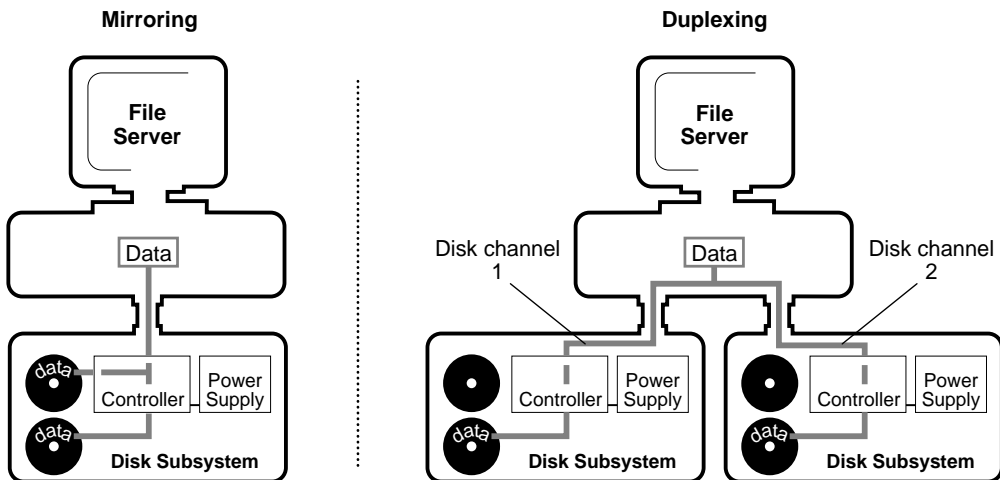 Mirroring
File
Server
Data
data
data
Controller
Power
Supply
Disk Subsystem
Duplexing
File
Server
Disk channel
1
Data
Disk channel
2
Controller
Power
Supply
data
Disk Subsystem
Controller
Power
Supply
data
Disk Subsystem